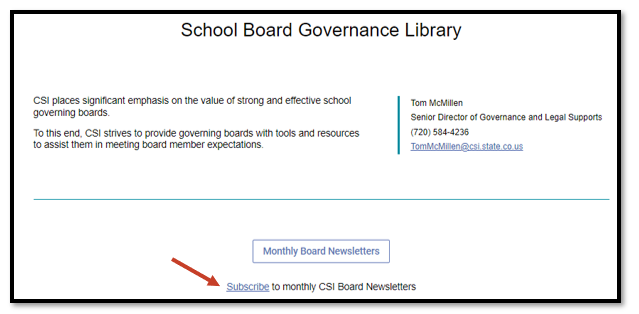 School Board Governance Library
CSI places significant emphasis on the value of strong and effective school
governing boards.
To this end, CSI strives to provide governing boards with tools and resources
to assist them in meeting board member expectations.
Tom McMillen
Senior Director of Governance and Legal Supports
(720) 584-4236
TomMcMillen@csi.state.co.us
Monthly Board Newsletters
Subscribe to monthly CSI Board Newsletters